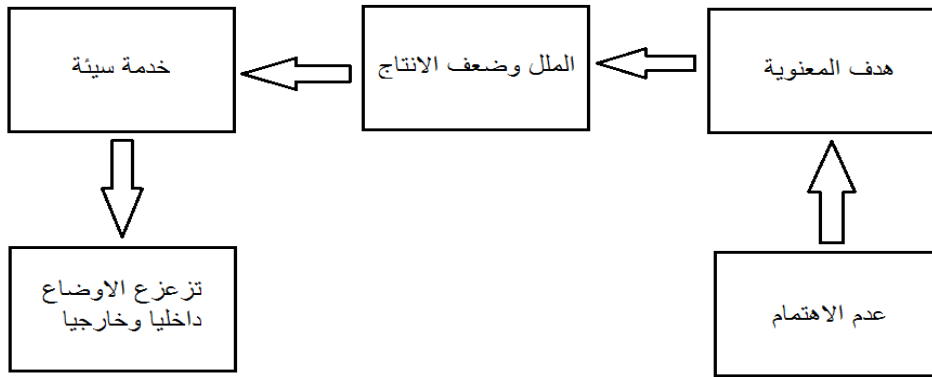 هدف المعنوية
الملل وضعف الانتاج
خدمة سيئة
عدم الاهتمام
تزعزع الاوضاع
داخليا وخارجيا